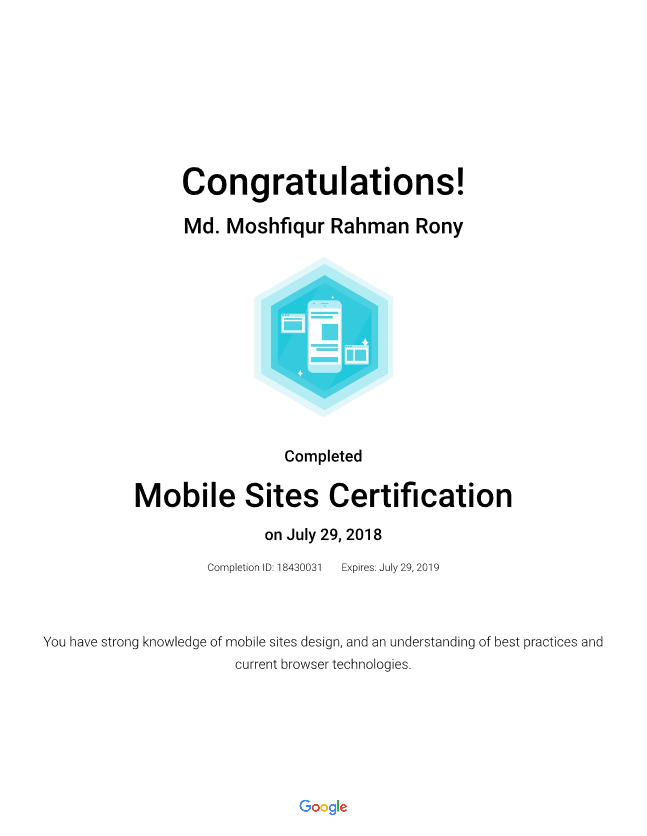 Congratulations!
Md. Moshfiqur Rahman Rony
Completed
Mobile Sites Certification
on July 29, 2018
Completion ID: 18430031 Expires: July 29, 2019
You have strong knowledge of mobile sites design, and an understanding of best practices and
current browser technologies.
Google